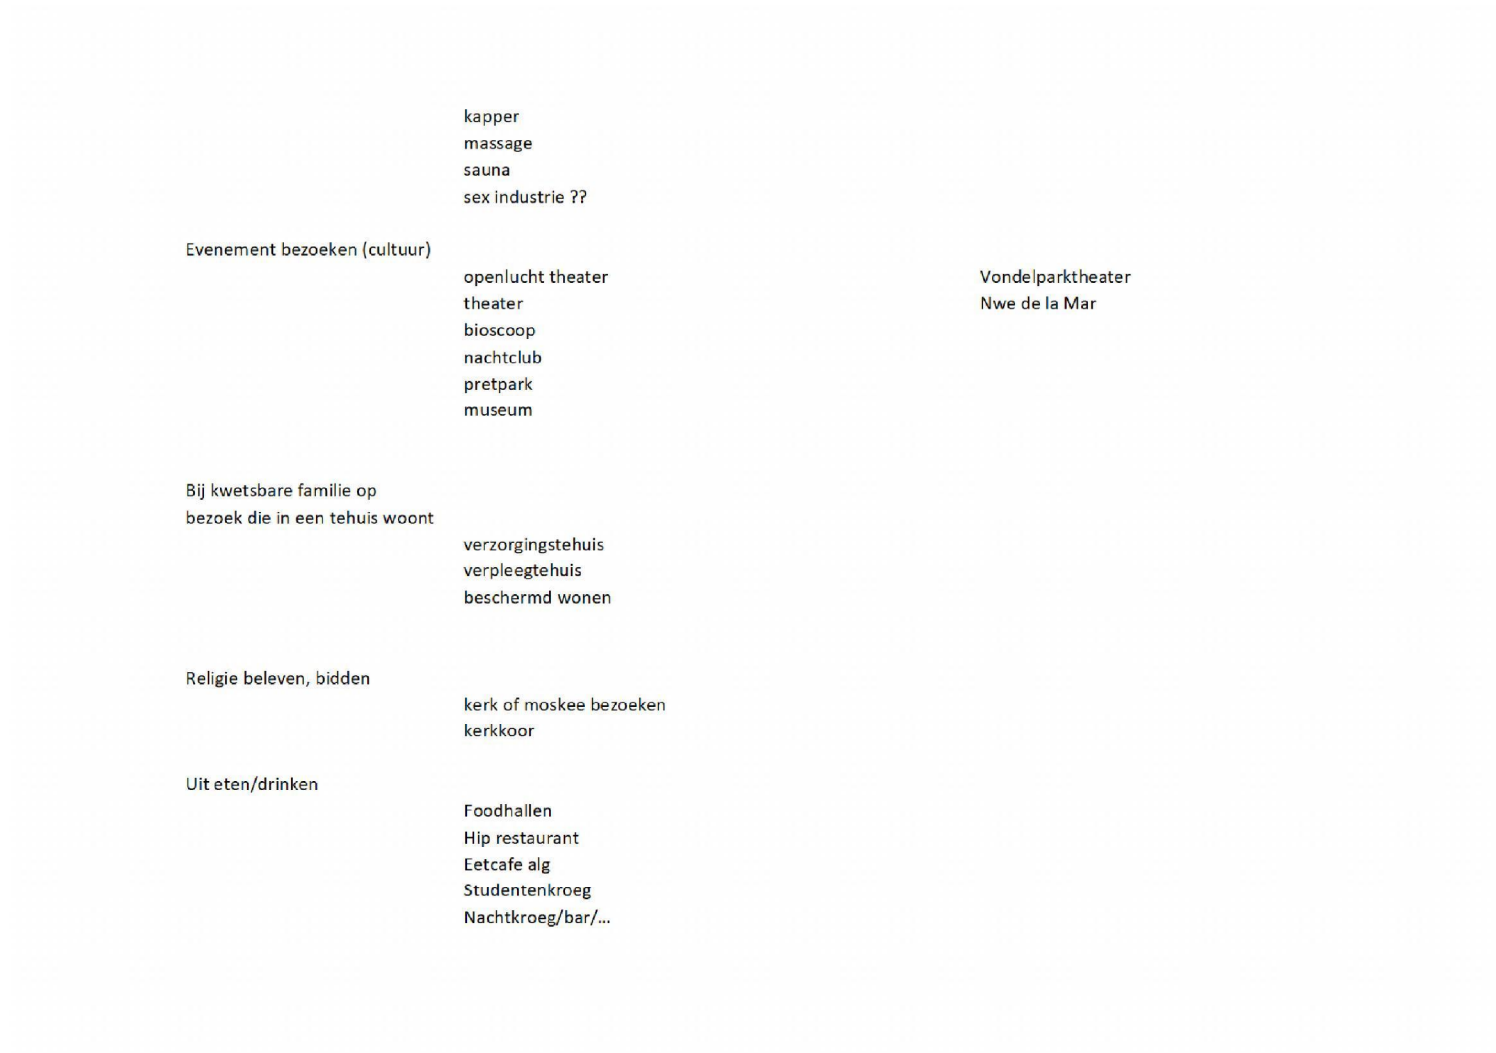 kapper
massage
sauna
sex industrie ??
Evenement bezoeken (cultuur)
openlucht theater Vondelparktheater
theater Nwe de la Mar
bioscoop
nachtclub
pretpark
museum
Bij kwetsbare familie op
bezoek die in een tehuis woont
verzorgingstehuis
verpleegtehuis
beschermd wonen
Religie beleven, bidden
kerk of moskee bezoeken
kerkkoor
Uit eten/drinken
Foodhallen
Hip restaurant
Eetcafe alg
Studentenkroeg
Nachtkroeg/bar/...